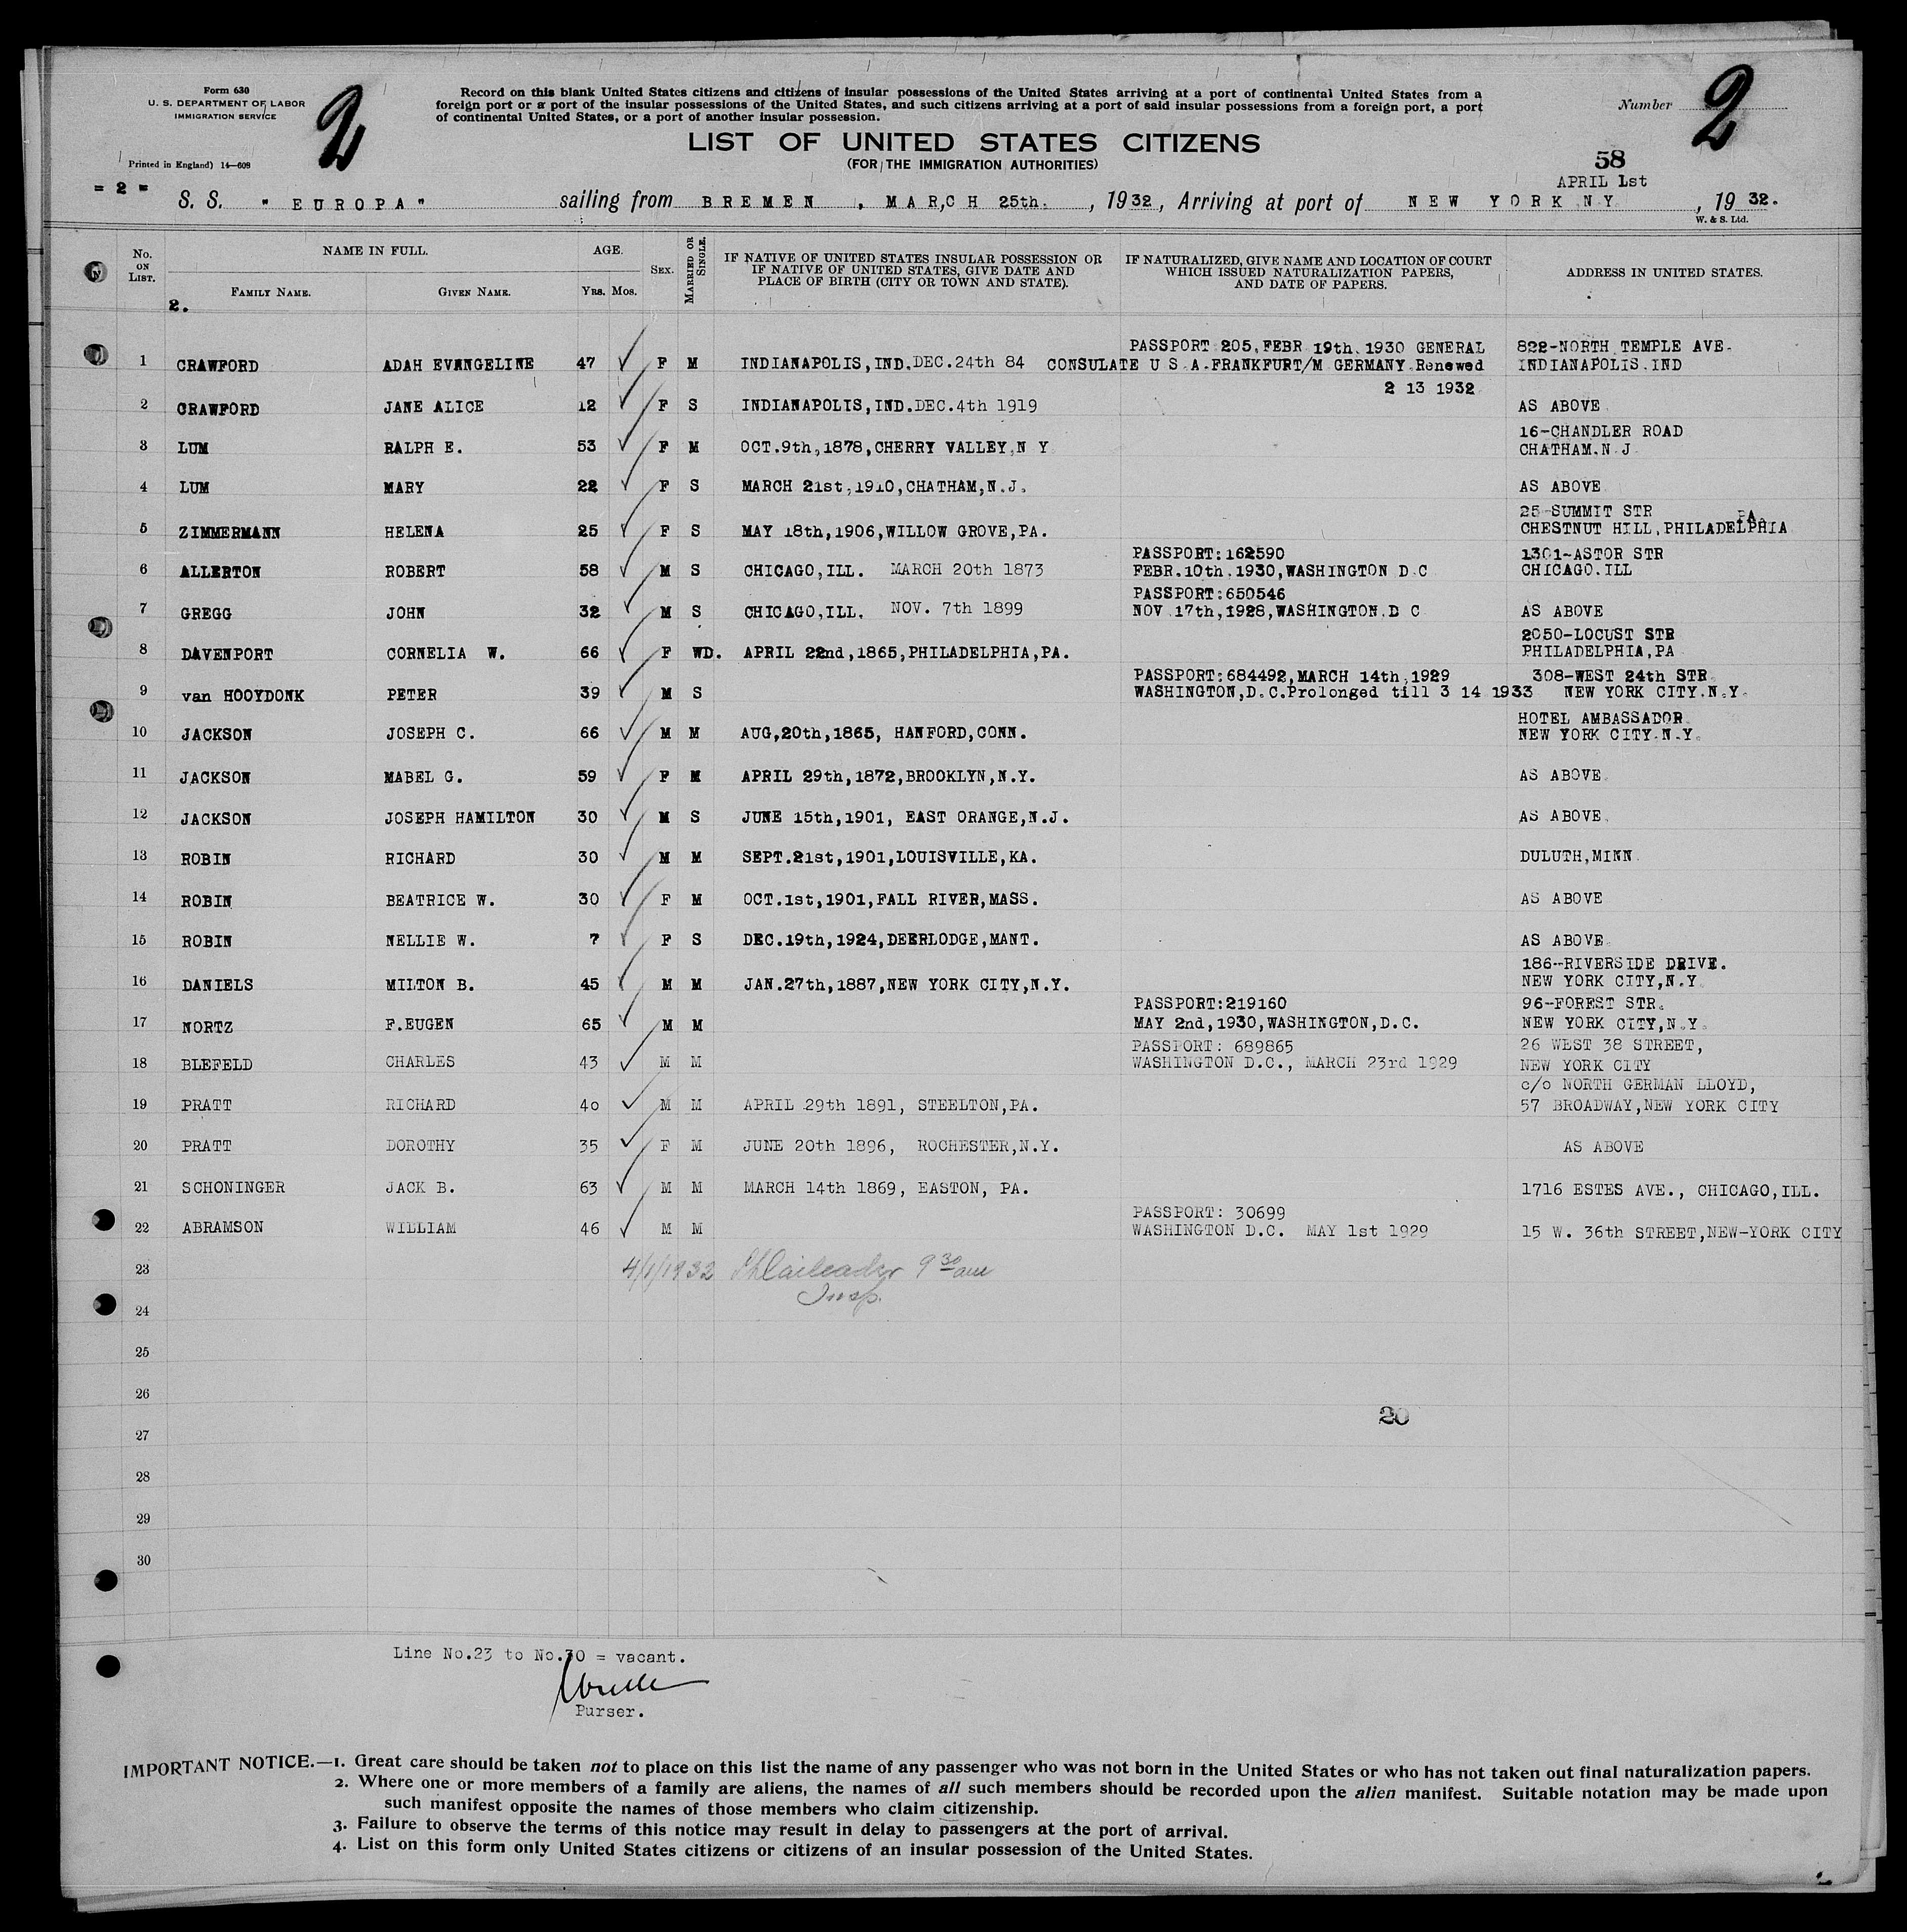 Form 630
U. S. DEPARTMENT OF LABOR
IMMIGRATION SERVICE
Printed in England) 14—608
2
Record on this blank United States citizens and citizens of insular possessions of the United States arriving at a port of continental United States from a
foreign port or a port of the insular possessions of the United States, and such citizens arriving at a port of said insular possessions from a foreign port, a port
of continental United States, or a port of another insular possession.
Number 2
LIST OF UNITED STATES CITIZENS
(FOR THE IMMIGRATION AUTHORITIES)
58
APRIL 1st
= 2 = S. S. "EUROPA" sailing from BREMEN, MARCH 25th., 1932, Arriving at port of NEW YORK N Y, 1932.
W. & S. Ltd.
No. ON LIST. NAME IN FULL. FAMILY NAME. GIVEN NAME. AGE. YRS. MOS. SEX. MARRIED OR SINGLE. IF NATIVE OF UNITED STATES INSULAR POSSESSION OR IF NATIVE OF UNITED STATES, GIVE DATE AND PLACE OF BIRTH (CITY OR TOWN AND STATE). IF NATURALIZED, GIVE NAME AND LOCATION OF COURT WHICH ISSUED NATURALIZATION PAPERS, AND DATE OF PAPERS. ADDRESS IN UNITED STATES.
2.
PASSPORT 205, FEBR 19th 1930 GENERAL 822-NORTH TEMPLE AVE.
1 CRAWFORD ADAH EVANGELINE 47 F M INDIANAPOLIS,IND.DEC.24th 84 CONSULATE U S A.FRANKFURT/M GERMANY.Renewed INDIANAPOLIS.IND
2 13 1932
2 CRAWFORD JANE ALICE 12 F S INDIANAPOLIS,IND.DEC.4th 1919 AS ABOVE
16-CHANDLER ROAD
3 LUM RALPH E. 53 F M OCT.9th,1878,CHERRY VALLEY,N Y CHATHAM.N J
4 LUM MARY 22 F S MARCH 21st,1910,CHATHAM,N.J. AS ABOVE
25-SUMMIT STR PA.
5 ZIMMERMANN HELENA 25 F S MAY 18th,1906,WILLOW GROVE,PA. CHESTNUT HILL,PHILADELPHIA
PASSPORT:162590 1301-ASTOR STR
6 ALLERTON ROBERT 58 M S CHICAGO,ILL. MARCH 20th 1873 FEBR.10th.1930,WASHINGTON D C CHICAGO.ILL
PASSPORT:650546
7 GREGG JOHN 32 M S CHICAGO,ILL. NOV. 7th 1899 NOV 17th,1928,WASHINGTON.D C AS ABOVE
2050-LOCUST STR
8 DAVENPORT CORNELIA W. 66 F WD. APRIL 22nd,1865,PHILADELPHIA,PA. PHILADELPHIA,PA
PASSPORT:684492,MARCH 14th,1929 308-WEST 24th STR
9 van HOOYDONK PETER 39 M S WASHINGTON,D.C.Prolonged till 3 14 1933 NEW YORK CITY.N.Y.
HOTEL AMBASSADOR
10 JACKSON JOSEPH C. 66 M M AUG,20th,1865, HANFORD,CONN. NEW YORK CITY.N.Y.
11 JACKSON MABEL G. 59 F M APRIL 29th,1872,BROOKLYN,N.Y. AS ABOVE
12 JACKSON JOSEPH HAMILTON 30 M S JUNE 15th,1901, EAST ORANGE,N.J. AS ABOVE
13 ROBIN RICHARD 30 M M SEPT.21st,1901,LOUISVILLE,KA. DULUTH,MINN
14 ROBIN BEATRICE W. 30 F M OCT.1st,1901,FALL RIVER,MASS. AS ABOVE
15 ROBIN NELLIE W. 7 F S DEC.19th,1924,DEERLODGE,MANT. AS ABOVE
186-RIVERSIDE DRIVE.
16 DANIELS MILTON B. 45 M M JAN.27th,1887,NEW YORK CITY,N.Y. NEW YORK CITY,N.Y
PASSPORT:219160 96-FOREST STR.
17 NORTZ F.EUGEN 65 M M MAY 2nd,1930,WASHINGTON,D.C. NEW YORK CITY,N.Y.
PASSPORT: 689865 26 WEST 38 STREET,
18 BLEFELD CHARLES 43 M M WASHINGTON D.C., MARCH 23rd 1929 NEW YORK CITY
c/o NORTH GERMAN LLOYD,
19 PRATT RICHARD 40 M M APRIL 29th 1891, STEELTON,PA. 57 BROADWAY,NEW YORK CITY
20 PRATT DOROTHY 35 F M JUNE 20th 1896, ROCHESTER,N.Y. AS ABOVE
21 SCHONINGER JACK B. 63 M M MARCH 14th 1869, EASTON, PA. 1716 ESTES AVE., CHICAGO,ILL.
PASSPORT: 30699
22 ABRAMSON WILLIAM 46 M M WASHINGTON D.C. MAY 1st 1929 15 W. 36th STREET,NEW-YORK CITY
23 4/1/1932 9 30 am
Insp.
24
25
26
20
27
28
29
30
Line No.23 to No.30 = vacant.
Purser.
IMPORTANT NOTICE.—1. Great care should be taken not to place on this list the name of any passenger who was not born in the United States or who has not taken out final naturalization papers.
2. Where one or more members of a family are aliens, the names of all such members should be recorded upon the alien manifest. Suitable notation may be made upon
such manifest opposite the names of those members who claim citizenship.
3. Failure to observe the terms of this notice may result in delay to passengers at the port of arrival.
4. List on this form only United States citizens or citizens of an insular possession of the United States.